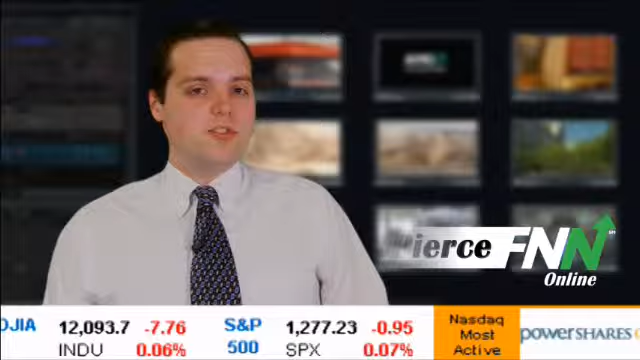 Pierce FNN
Online
DJIA 12,093.7 -7.76 S&P 1,277.23 -0.95 Nasdaq Most Active POWERSHARES
INDU 0.06% 500 SPX 0.07%